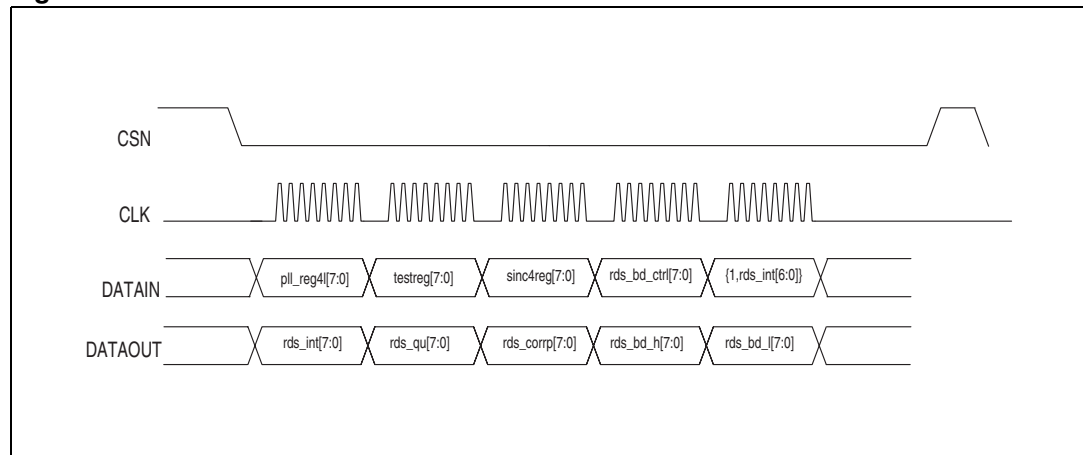 CSN
CLK
DATAIN
pll_reg4l[7:0] testreg[7:0] sinc4reg[7:0] rds_bd_ctrl[7:0] {1,rds_int[6:0]}
DATAOUT
rds_int[7:0] rds_qu[7:0] rds_corrp[7:0] rds_bd_h[7:0] rds_bd_l[7:0]